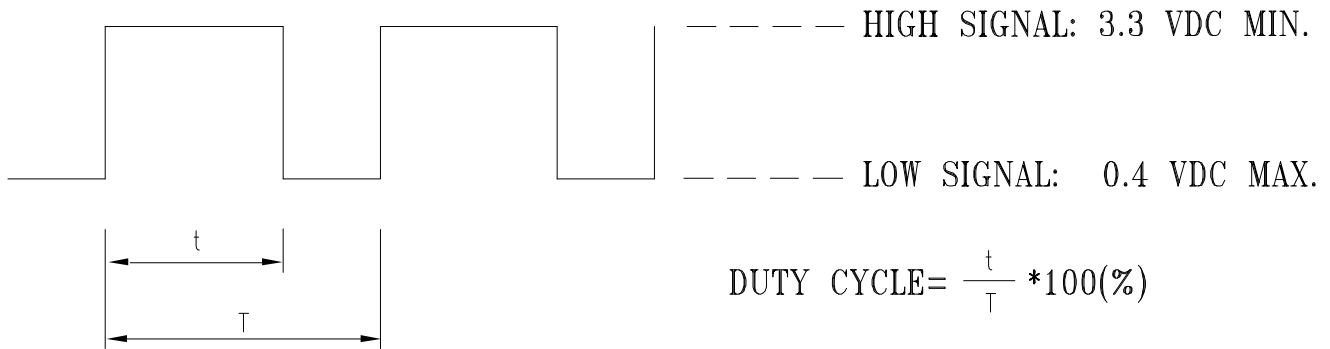 HIGH SIGNAL: 3.3 VDC MIN.
LOW SIGNAL: 0.4 VDC MAX.
t
T
DUTY CYCLE= t/T *100(%)